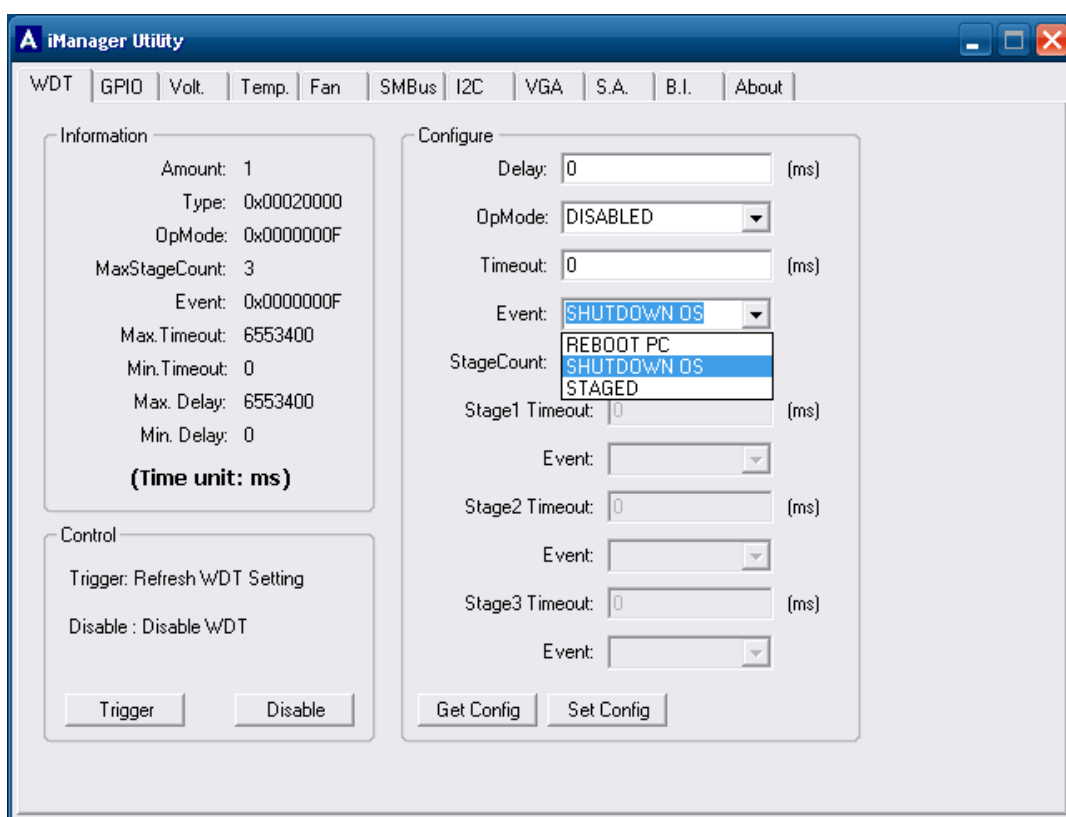 A iManager Utility
WDT GPIO Volt. Temp. Fan SMBus I2C VGA S.A. B.I. About
Information
Amount: 1
Type: 0x00020000
OpMode: 0x0000000F
MaxStageCount: 3
Event: 0x0000000F
Max.Timeout: 6553400
Min.Timeout: 0
Max. Delay: 6553400
Min. Delay: 0
(Time unit: ms)
Control
Trigger: Refresh WDT Setting
Disable : Disable WDT
Trigger Disable
Configure
Delay: 0 (ms)
OpMode: DISABLED
Timeout: 0 (ms)
Event: SHUTDOWN OS
REBOOT PC
StageCount: SHUTDOWN OS
STAGED
Stage1 Timeout: 0 (ms)
Event:
Stage2 Timeout: 0 (ms)
Event:
Stage3 Timeout: 0 (ms)
Event:
Get Config Set Config